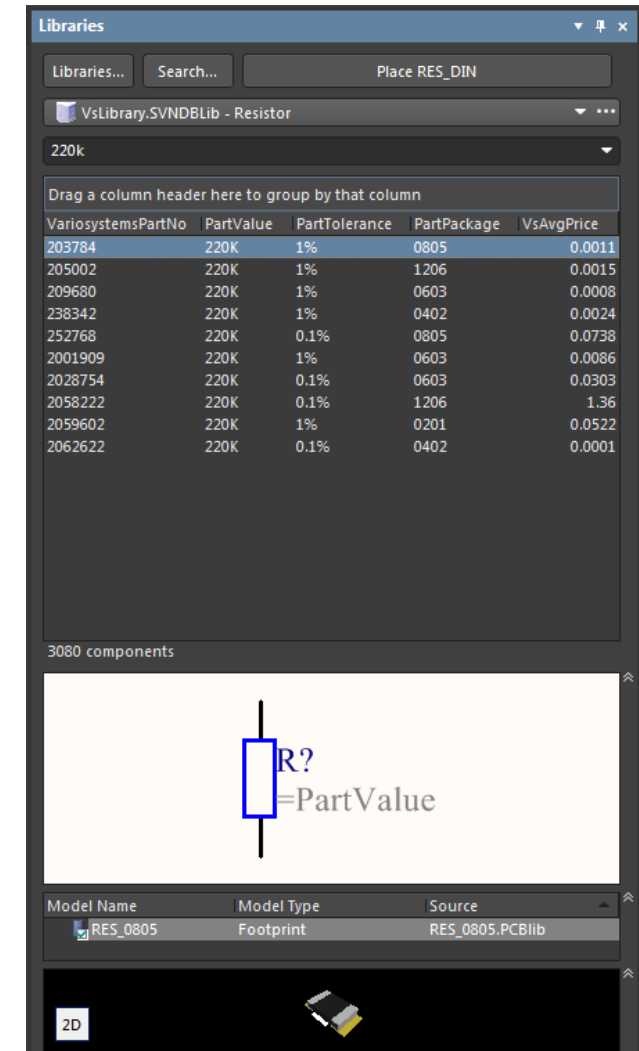 Libraries
Libraries... Search... Place RES_DIN
VsLibrary.SVNDBLib - Resistor
220k
Drag a column header here to group by that column
VariosystemsPartNo PartValue PartTolerance PartPackage VsAvgPrice
203784 220K 1% 0805 0.0011
205002 220K 1% 1206 0.0015
209680 220K 1% 0603 0.0008
238342 220K 1% 0402 0.0024
252768 220K 0.1% 0805 0.0738
2001909 220K 1% 0603 0.0086
2028754 220K 0.1% 0603 0.0303
2058222 220K 0.1% 1206 1.36
2059602 220K 1% 0201 0.0522
2062622 220K 0.1% 0402 0.0001
3080 components
R?
=PartValue
Model Name Model Type Source
RES_0805 Footprint RES_0805.PCBlib
2D